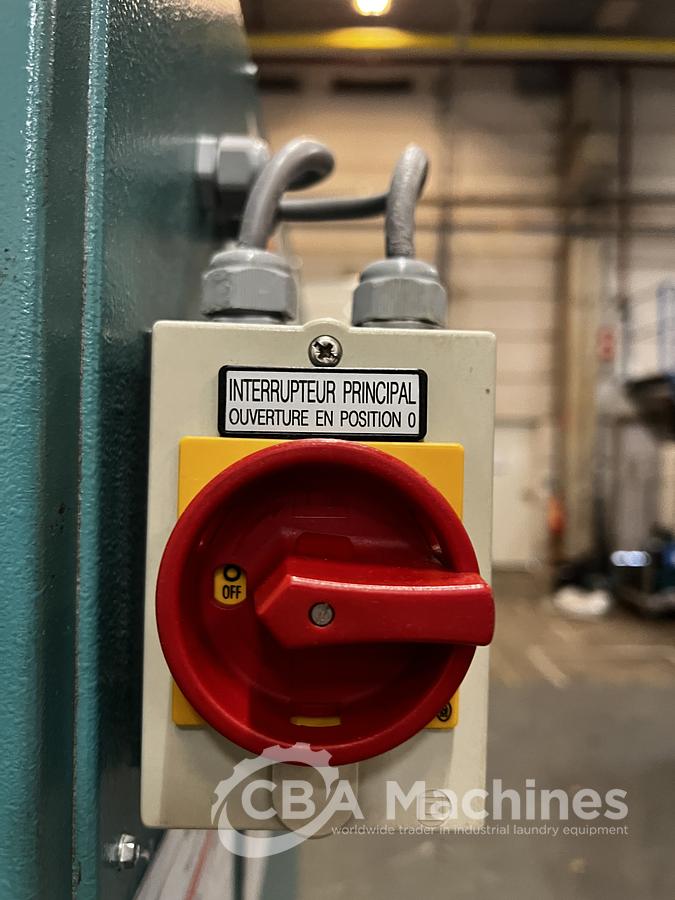 INTERRUPTEUR PRINCIPAL
OUVERTURE EN POSITION 0
O
OFF
CBA Machines
worldwide trader in industrial laundry equipment